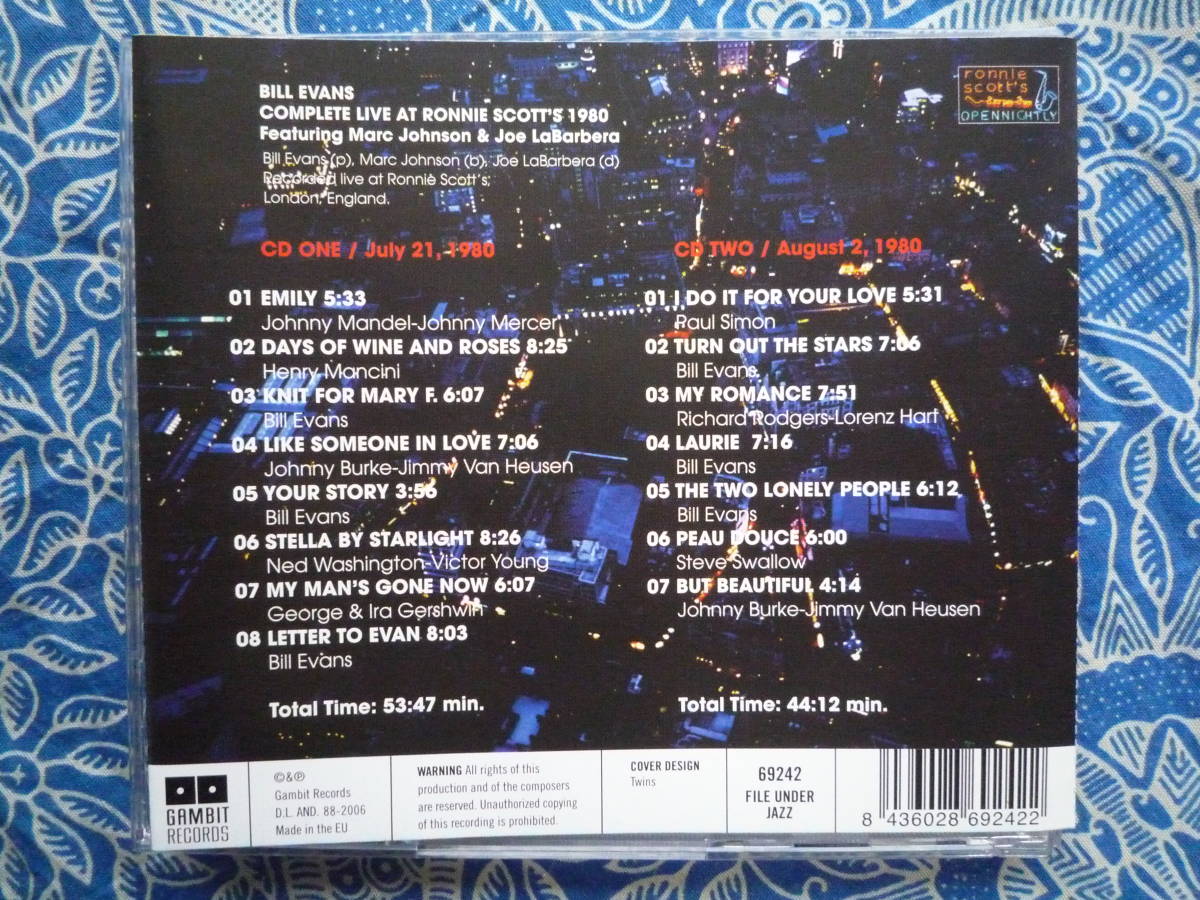 BILL EVANS
COMPLETE LIVE AT RONNIE SCOTT'S 1980
Featuring Marc Johnson & Joe LaBarbera
Bill Evans (p), Marc Johnson (b), Joe LaBarbera (d)
Recorded live at Ronnie Scott's,
London, England.
ronnie
scott's
OPENNIGHTLY
CD ONE / July 21, 1980
01 EMILY 5:33
Johnny Mandel-Johnny Mercer
02 DAYS OF WINE AND ROSES 8:25
Henry Mancini
03 KNIT FOR MARY F. 6:07
Bill Evans
04 LIKE SOMEONE IN LOVE 7:06
Johnny Burke-Jimmy Van Heusen
05 YOUR STORY 3:56
Bill Evans
06 STELLA BY STARLIGHT 8:26
Ned Washington-Victor Young
07 MY MAN'S GONE NOW 6:07
George & Ira Gershwin
08 LETTER TO EVAN 8:03
Bill Evans
Total Time: 53:47 min.
CD TWO / August 2, 1980
01 I DO IT FOR YOUR LOVE 5:31
Paul Simon
02 TURN OUT THE STARS 7:06
Bill Evans
03 MY ROMANCE 7:51
Richard Rodgers-Lorenz Hart
04 LAURIE 7:16
Bill Evans
05 THE TWO LONELY PEOPLE 6:12
Bill Evans
06 PEAU DOUCE 6:00
Steve Swallow
07 BUT BEAUTIFUL 4:14
Johnny Burke-Jimmy Van Heusen
Total Time: 44:12 min.
GAMBIT
RECORDS
©&℗
Gambit Records
D.L. AND. 88-2006
Made in the EU
WARNING All rights of this
production and of the composers
are reserved. Unauthorized copying
of this recording is prohibited.
COVER DESIGN
Twins
69242
FILE UNDER
JAZZ
8 436028 692422